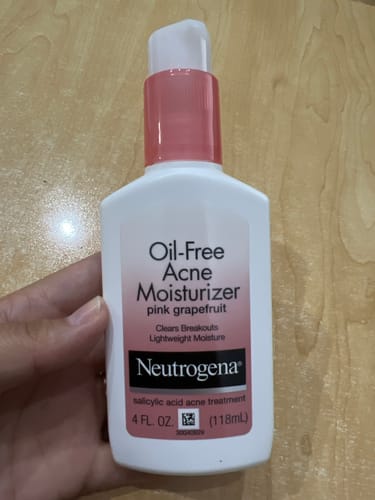 Oil-Free
Acne
Moisturizer
pink grapefruit
Clears Breakouts
Lightweight Moisture
Neutrogena®
salicylic acid acne treatment
4 FL. OZ. (118mL)